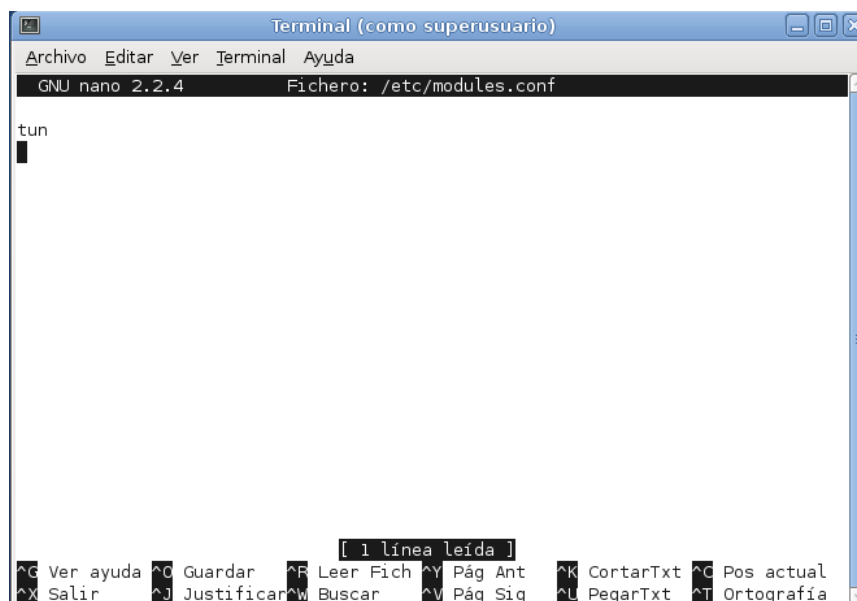 Terminal (como superusuario)
Archivo Editar Ver Terminal Ayuda
GNU nano 2.2.4 Fichero: /etc/modules.conf
tun
[ 1 línea leída ]
^G Ver ayuda ^O Guardar ^R Leer Fich ^Y Pág Ant ^K CortarTxt ^C Pos actual
^X Salir ^J Justificar ^W Buscar ^V Pág Sig ^U PegarTxt ^T Ortografía